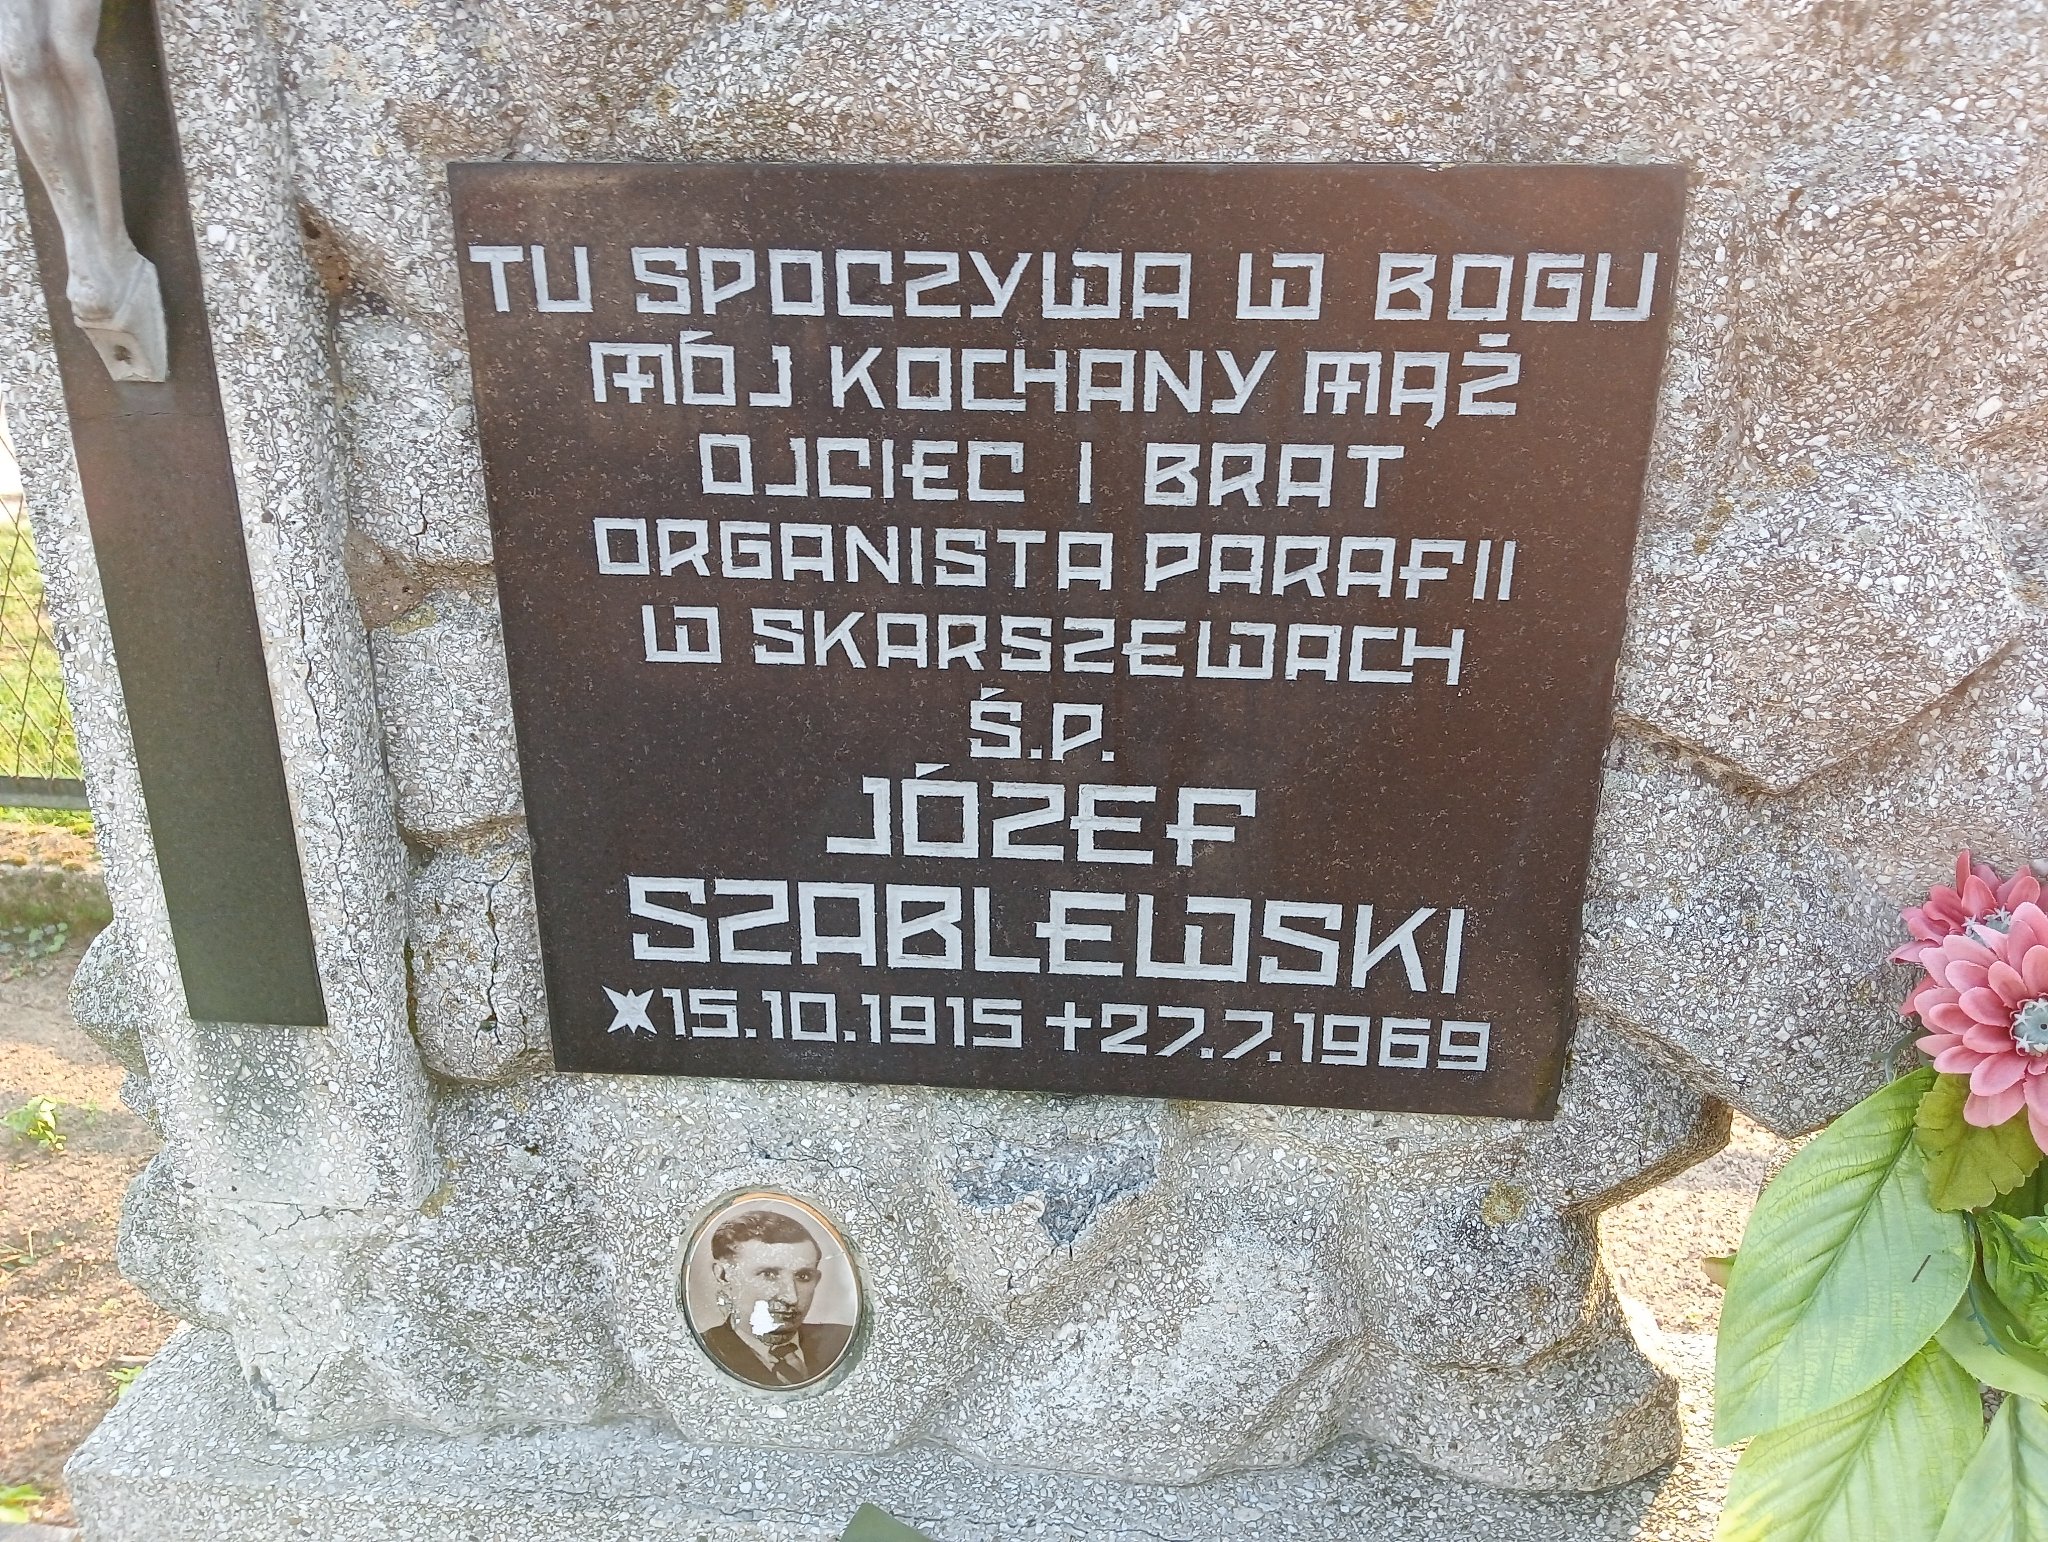 TU SPOCZYWA W BOGU
MÓJ KOCHANY MĄŻ
OJCIEC I BRAT
ORGANISTA PARAFII
W SKARSZEWACH
Ś.P.
JÓZEF
SZABLEWSKI
*15.10.1915 +27.7.1969